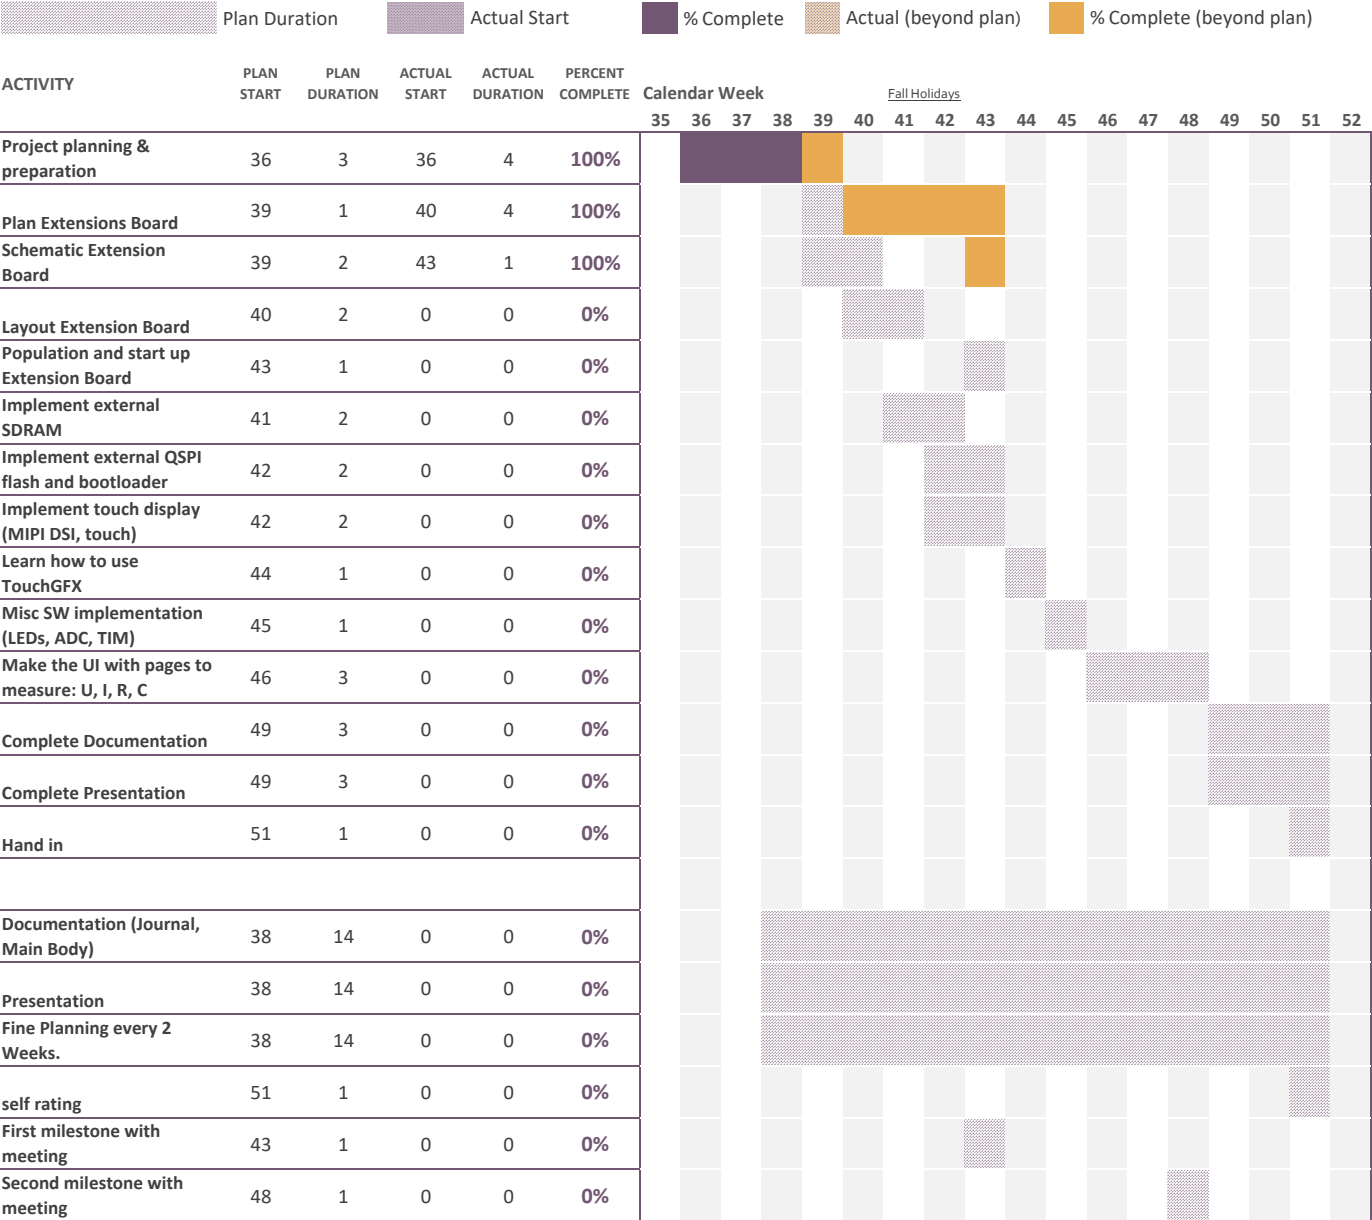 Plan Duration Actual Start % Complete Actual (beyond plan) % Complete (beyond plan)
ACTIVITY PLAN START PLAN DURATION ACTUAL START ACTUAL DURATION PERCENT COMPLETE Calendar Week Fall Holidays
35 36 37 38 39 40 41 42 43 44 45 46 47 48 49 50 51 52
Project planning &
preparation 36 3 36 4 100%
Plan Extensions Board 39 1 40 4 100%
Schematic Extension
Board 39 2 43 1 100%
Layout Extension Board 40 2 0 0 0%
Population and start up
Extension Board 43 1 0 0 0%
Implement external
SDRAM 41 2 0 0 0%
Implement external QSPI
flash and bootloader 42 2 0 0 0%
Implement touch display
(MIPI DSI, touch) 42 2 0 0 0%
Learn how to use
TouchGFX 44 1 0 0 0%
Misc SW implementation
(LEDs, ADC, TIM) 45 1 0 0 0%
Make the UI with pages to
measure: U, I, R, C 46 3 0 0 0%
Complete Documentation 49 3 0 0 0%
Complete Presentation 49 3 0 0 0%
Hand in 51 1 0 0 0%
Documentation (Journal,
Main Body) 38 14 0 0 0%
Presentation 38 14 0 0 0%
Fine Planning every 2
Weeks. 38 14 0 0 0%
self rating 51 1 0 0 0%
First milestone with
meeting 43 1 0 0 0%
Second milestone with
meeting 48 1 0 0 0%